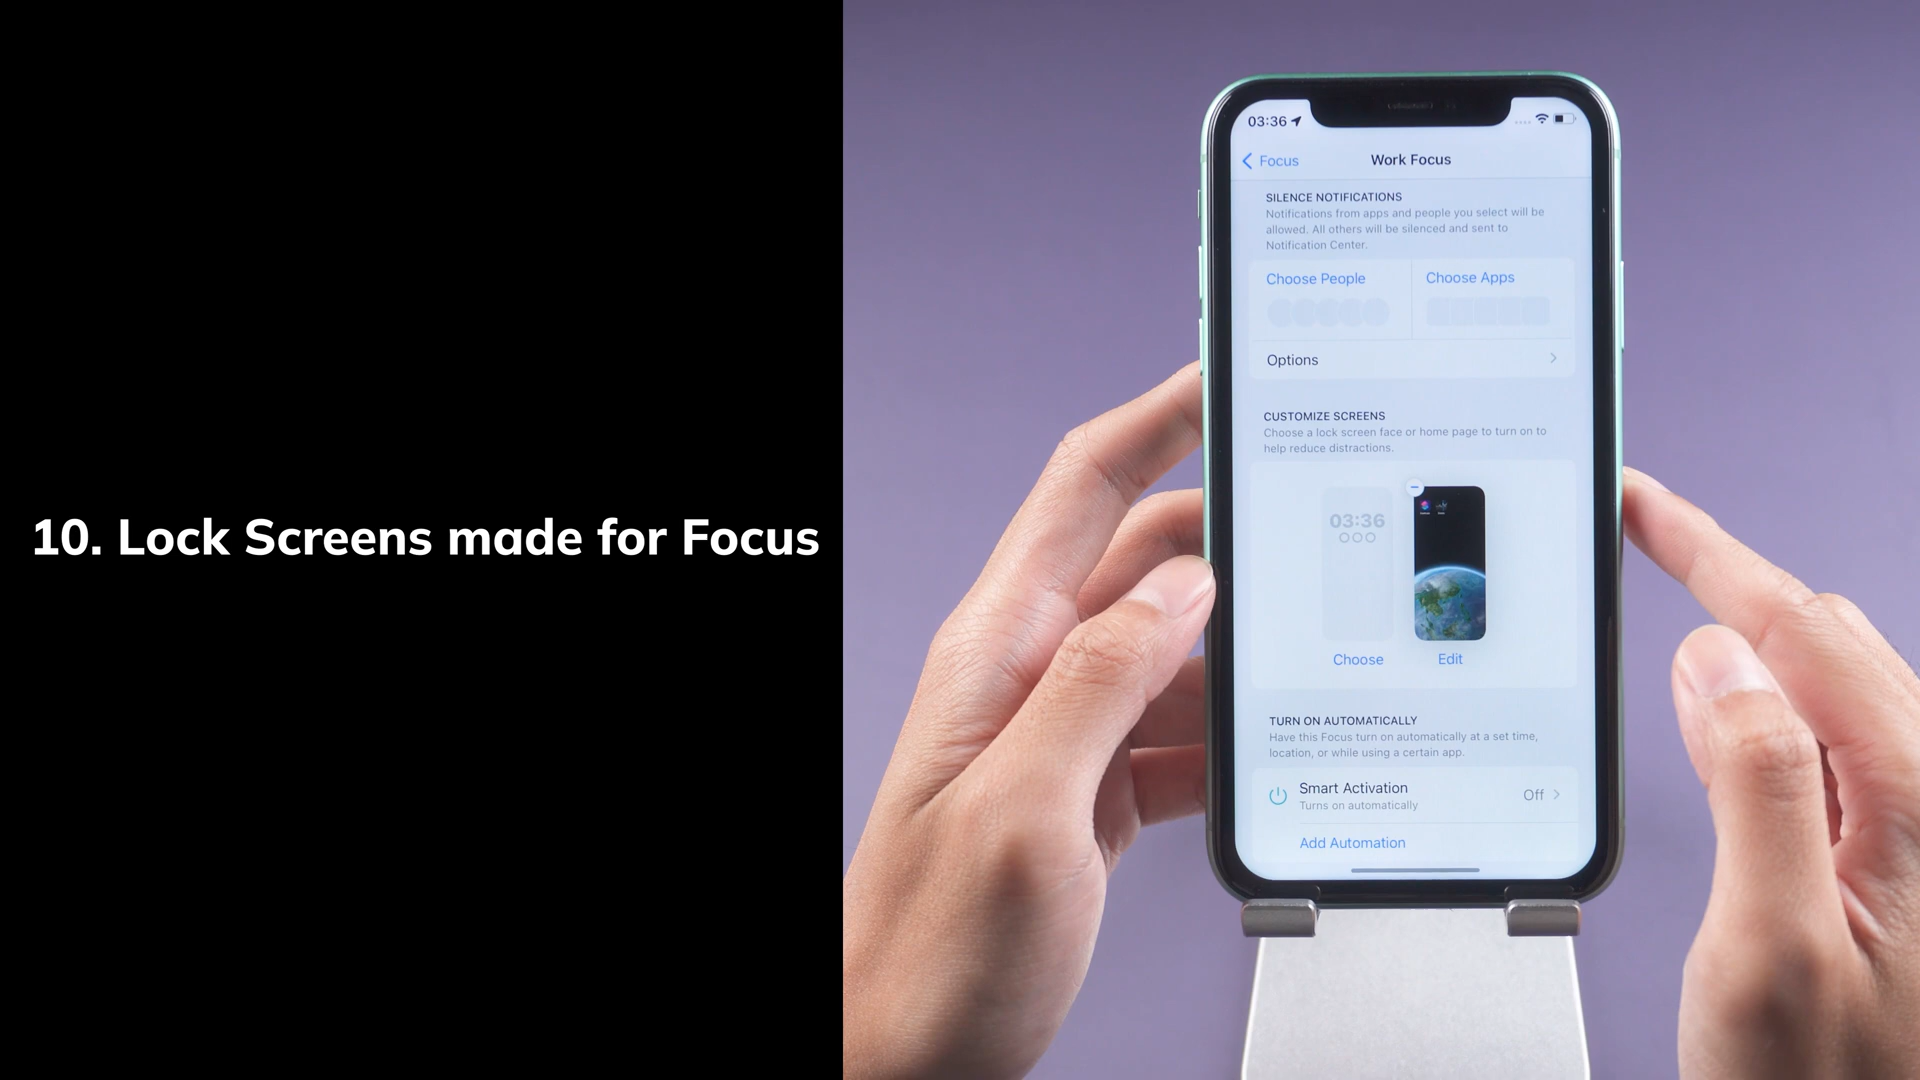 10. Lock Screens made for Focus
03:36
Focus
Work Focus
SILENCE NOTIFICATIONS
Notifications from apps and people you select will be
allowed. All others will be silenced and sent to
Notification Center.
Choose People
Choose Apps
Options
CUSTOMIZE SCREENS
Choose a lock screen face or home page to turn on to
help reduce distractions.
03:36
Choose
Edit
TURN ON AUTOMATICALLY
Have this Focus turn on automatically at a set time,
location, or while using a certain app.
Smart Activation
Off
Turns on automatically
Add Automation